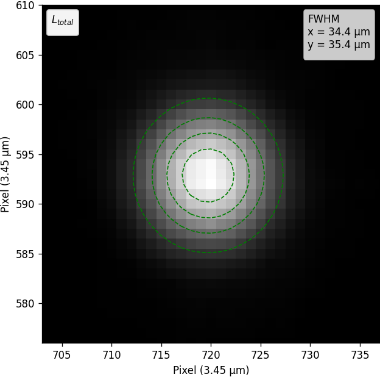 L_total
FWHM
x = 34.4 μm
y = 35.4 μm
610
605
600
595
590
585
580
Pixel (3.45 μm)
705 710 715 720 725 730 735
Pixel (3.45 μm)